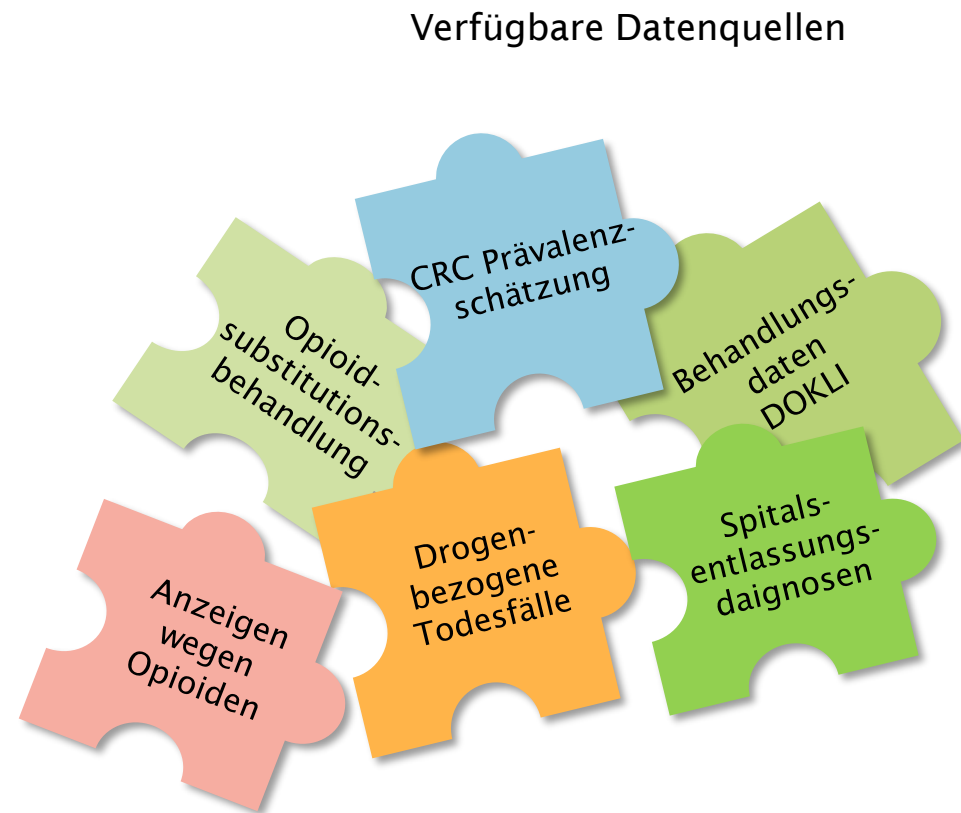 Verfügbare Datenquellen
CRC Prävalenz-
schätzung
Opioid-
substitutions-
behandlung
Behandlungs-
daten
DOKLI
Anzeigen
wegen
Opioiden
Drogen-
bezogene
Todesfälle
Spitals-
entlassungs-
daignosen